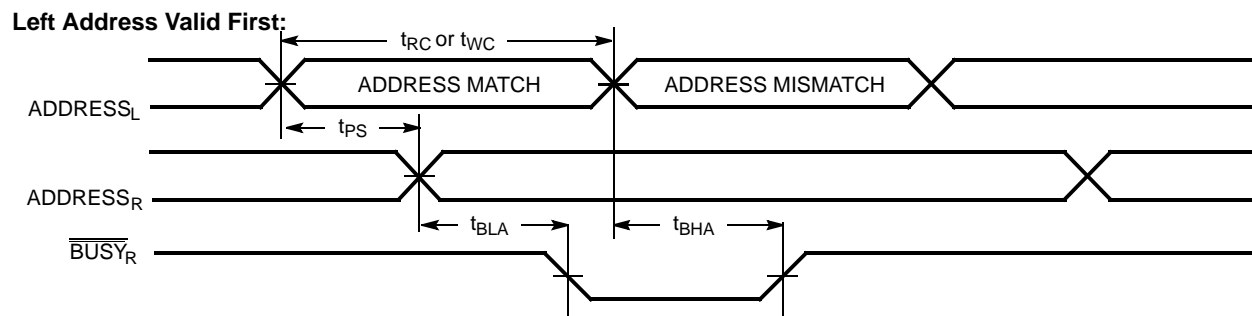 Left Address Valid First:
tRC or tWC
ADDRESS MATCH ADDRESS MISMATCH
ADDRESSL
tPS
ADDRESSR
tBLA tBHA
BUSYR